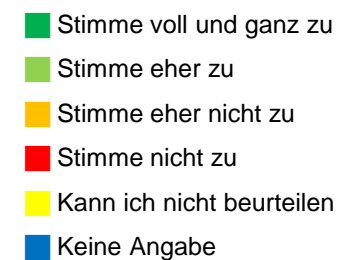 Stimme voll und ganz zu
Stimme eher zu
Stimme eher nicht zu
Stimme nicht zu
Kann ich nicht beurteilen
Keine Angabe